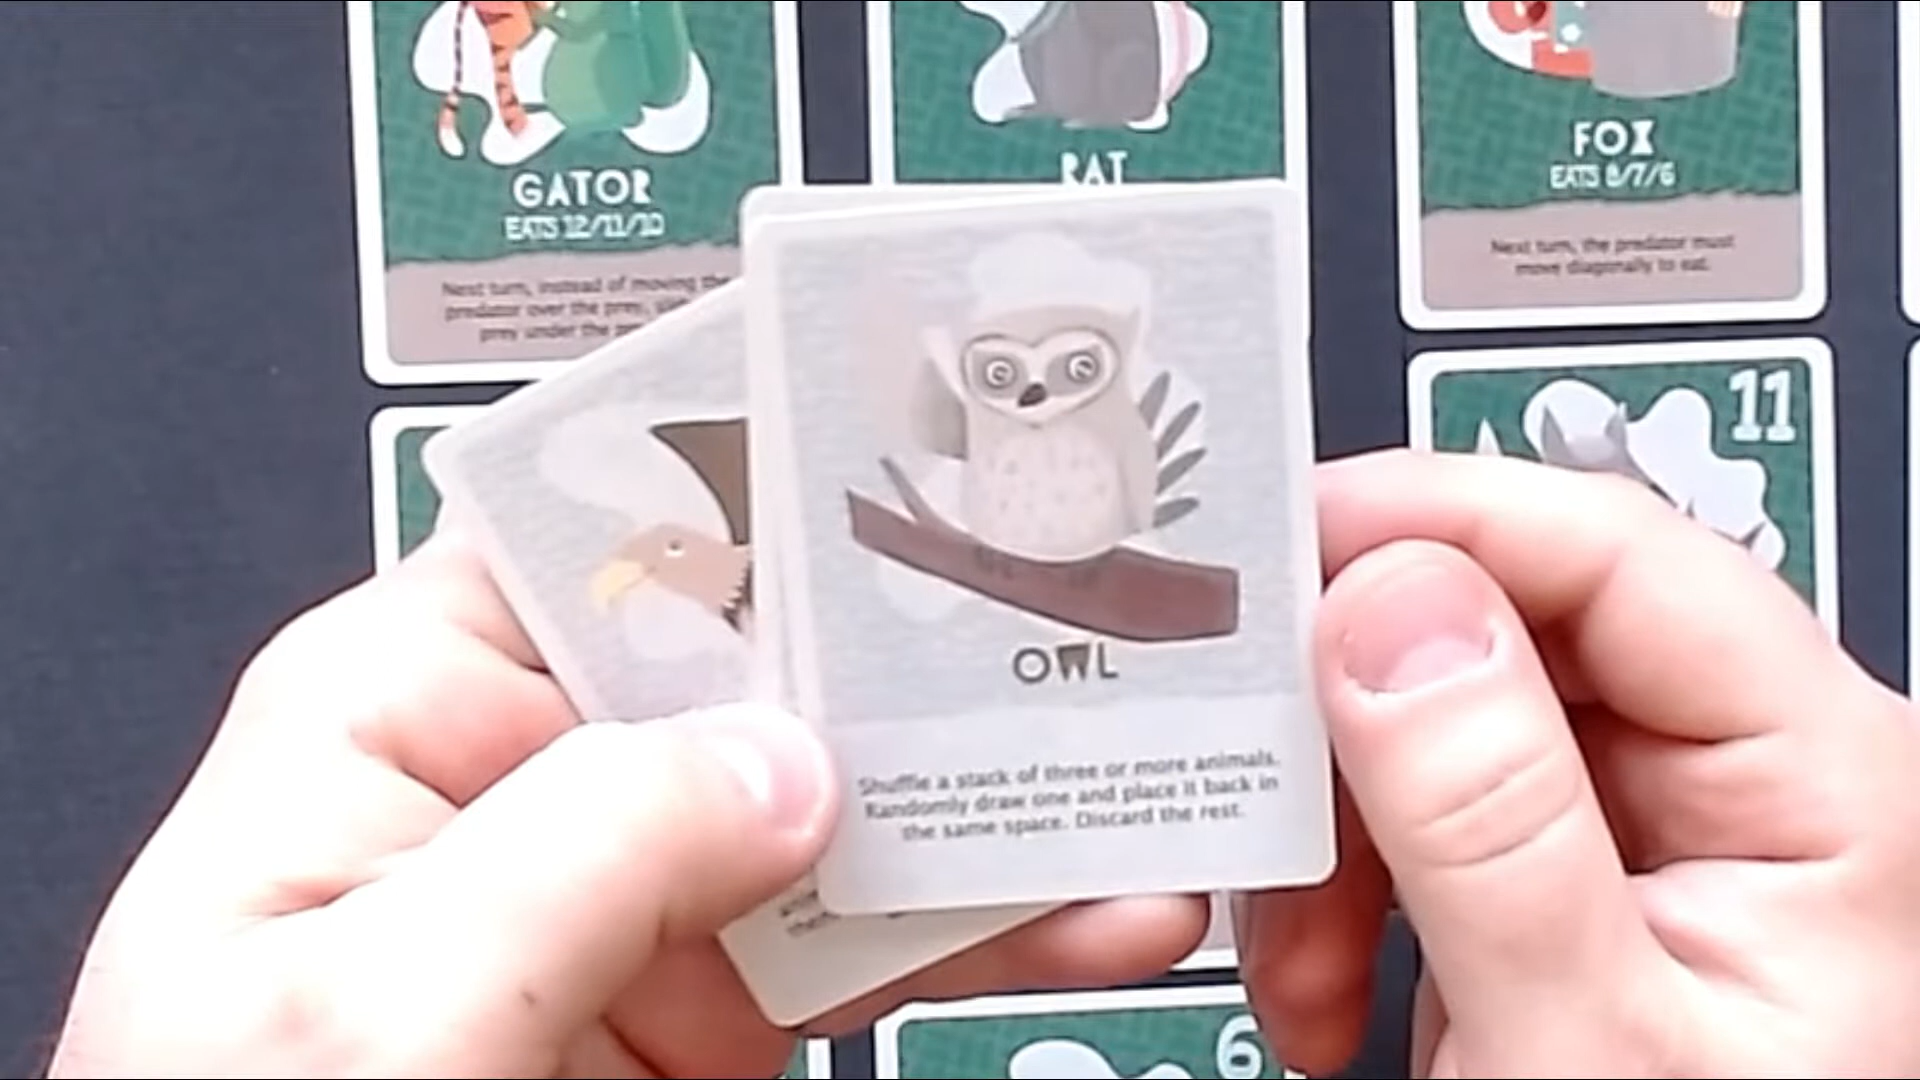 GATOR
EATS 12/11/10
Next turn, instead of moving the
predator over the prey,
prey under the
RAT
FOX
EATS 8/7/6
Next turn, the predator must
move diagonally to eat.
11
OWL
Shuffle a stack of three or more animals.
Randomly draw one and place it back in
the same space. Discard the rest.
6